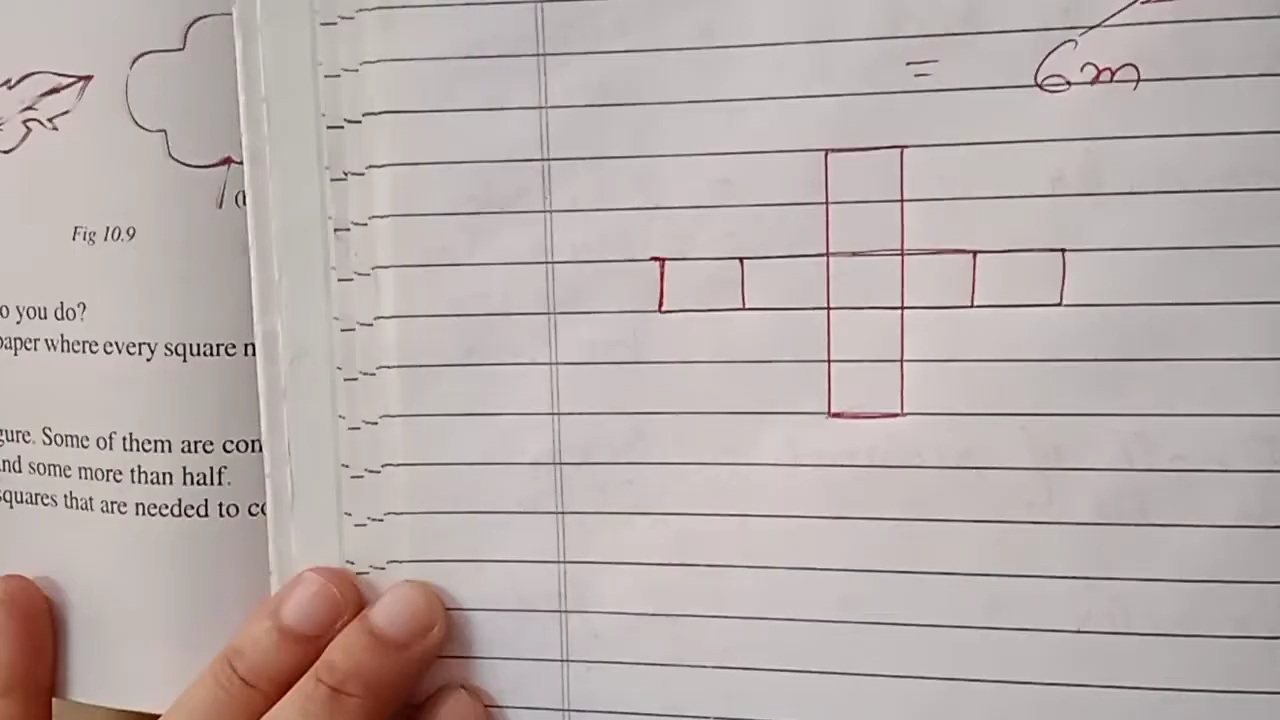 = 6m
Fig 10.9
o you do?
paper where every square n
gure. Some of them are con
nd some more than half.
squares that are needed to co